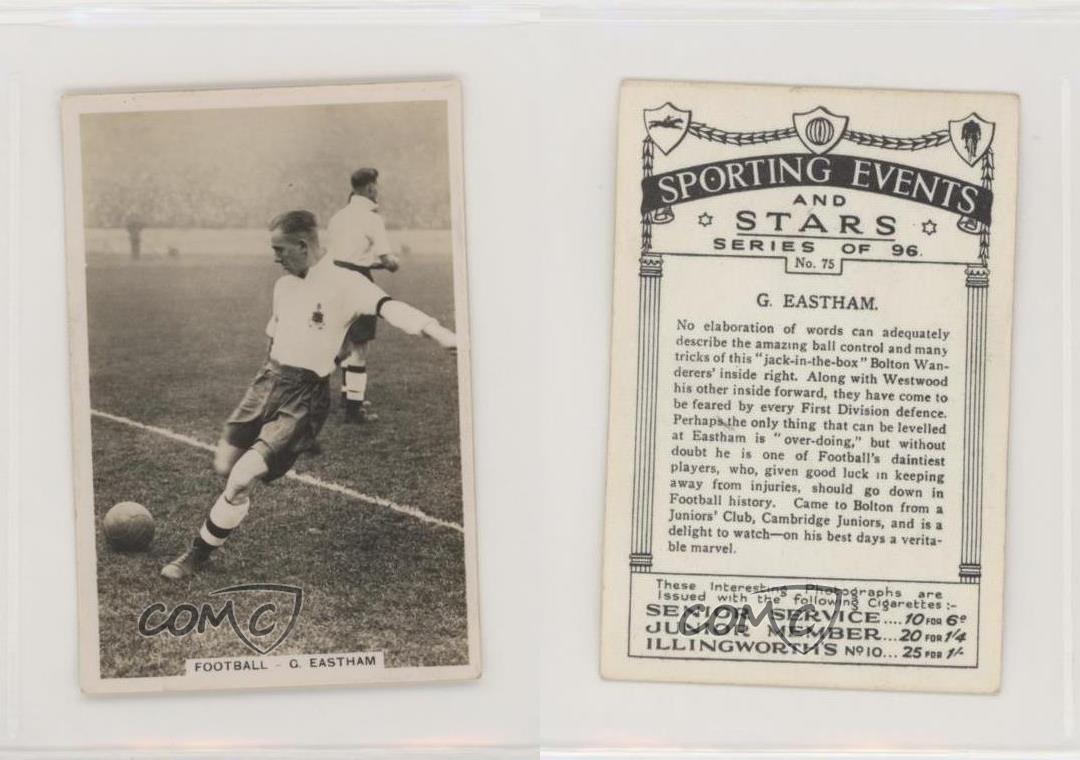 FOOTBALL - G. EASTHAM
COMC
SPORTING EVENTS
AND
STARS
SERIES OF 96.
No. 75
G. EASTHAM.
No elaboration of words can adequately
describe the amazing ball control and many
tricks of this "jack-in-the-box" Bolton Wan-
derers' inside right. Along with Westwood
his other inside forward, they have come to
be feared by every First Division defence.
Perhaps the only thing that can be levelled
at Eastham is "over-doing," but without
doubt he is one of Football's daintiest
players, who, given good luck in keeping
away from injuries, should go down in
Football history. Came to Bolton from a
Juniors' Club, Cambridge Juniors, and is a
delight to watch—on his best days a verita-
ble marvel.
These Interesting Photographs are
Issued with the following Cigarettes:-
SENIOR SERVICE.... 10 FOR 6D
JUNIOR MEMBER... 20 FOR 1/4
ILLINGWORTH'S No 10... 25 FOR 1/-
COMC